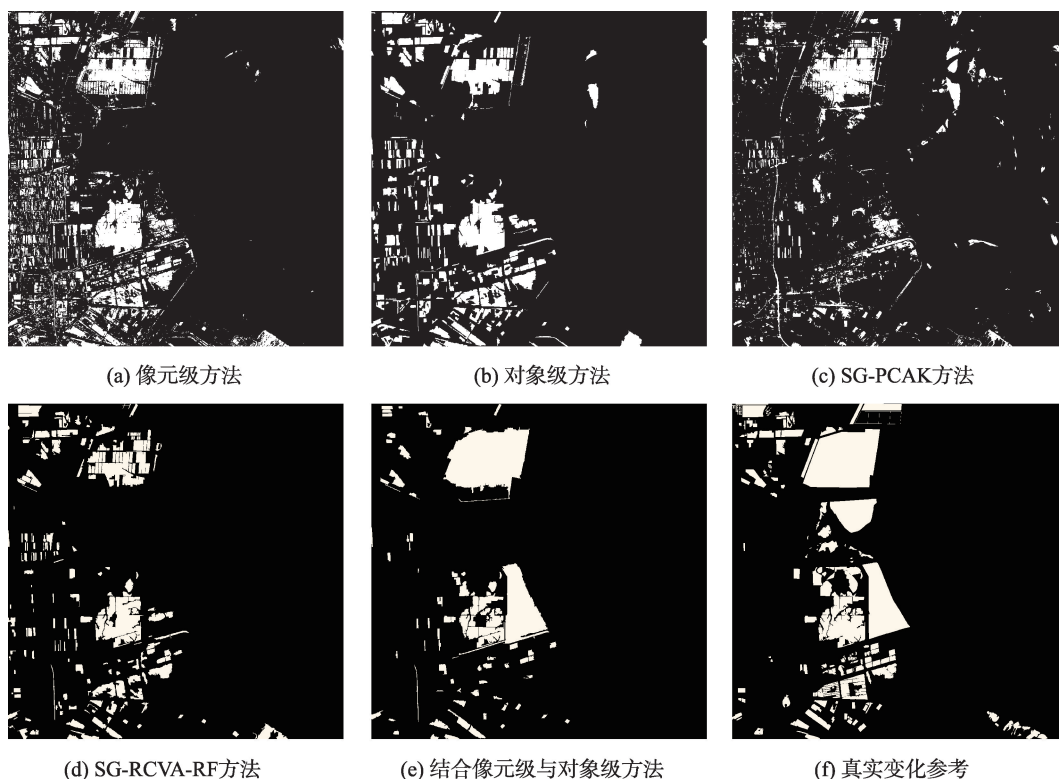 (a) 像元级方法
(b) 对象级方法
(c) SG-PCAK方法
(d) SG-RCVA-RF方法
(e) 结合像元级与对象级方法
(f) 真实变化参考